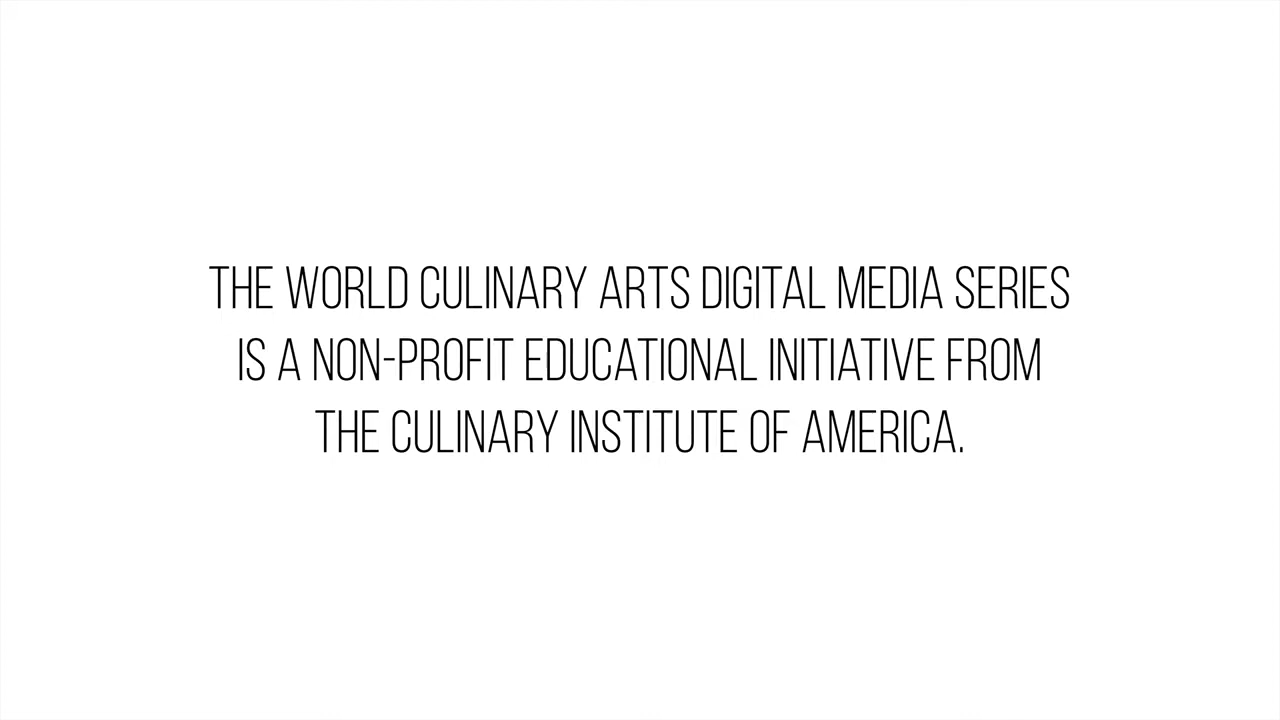 THE WORLD CULINARY ARTS DIGITAL MEDIA SERIES
IS A NON-PROFIT EDUCATIONAL INITIATIVE FROM
THE CULINARY INSTITUTE OF AMERICA.